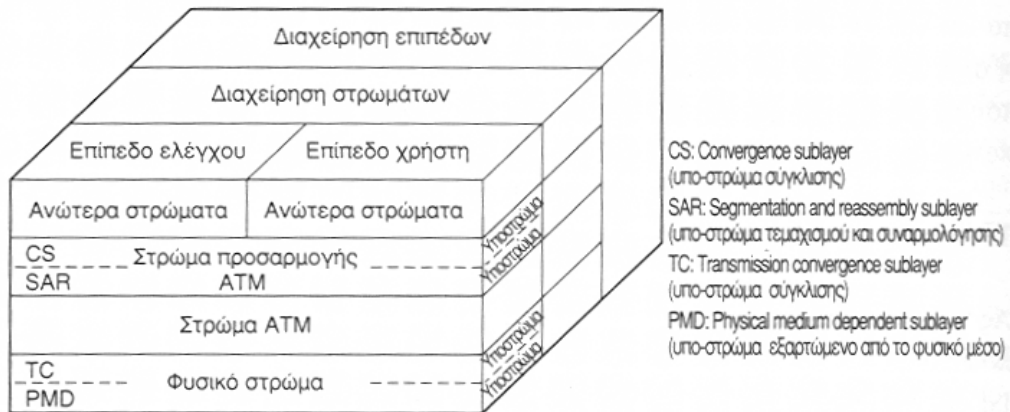 Διαχείρηση επιπέδων
Διαχείρηση στρωμάτων
Επίπεδο ελέγχου
Επίπεδο χρήστη
Ανώτερα στρώματα
Ανώτερα στρώματα
CS
Στρώμα προσαρμογής
SAR
ATM
Στρώμα ATM
TC
Φυσικό στρώμα
PMD
Υποστρώμα
Υποστρώμα
Υποστρώμα
Υποστρώμα
CS: Convergence sublayer
(υπο-στρώμα σύγκλισης)
SAR: Segmentation and reassembly sublayer
(υπο-στρώμα τεμαχισμού και συναρμολόγησης)
TC: Transmission convergence sublayer
(υπο-στρώμα σύγκλισης)
PMD: Physical medium dependent sublayer
(υπο-στρώμα εξαρτώμενο από το φυσικό μέσο)